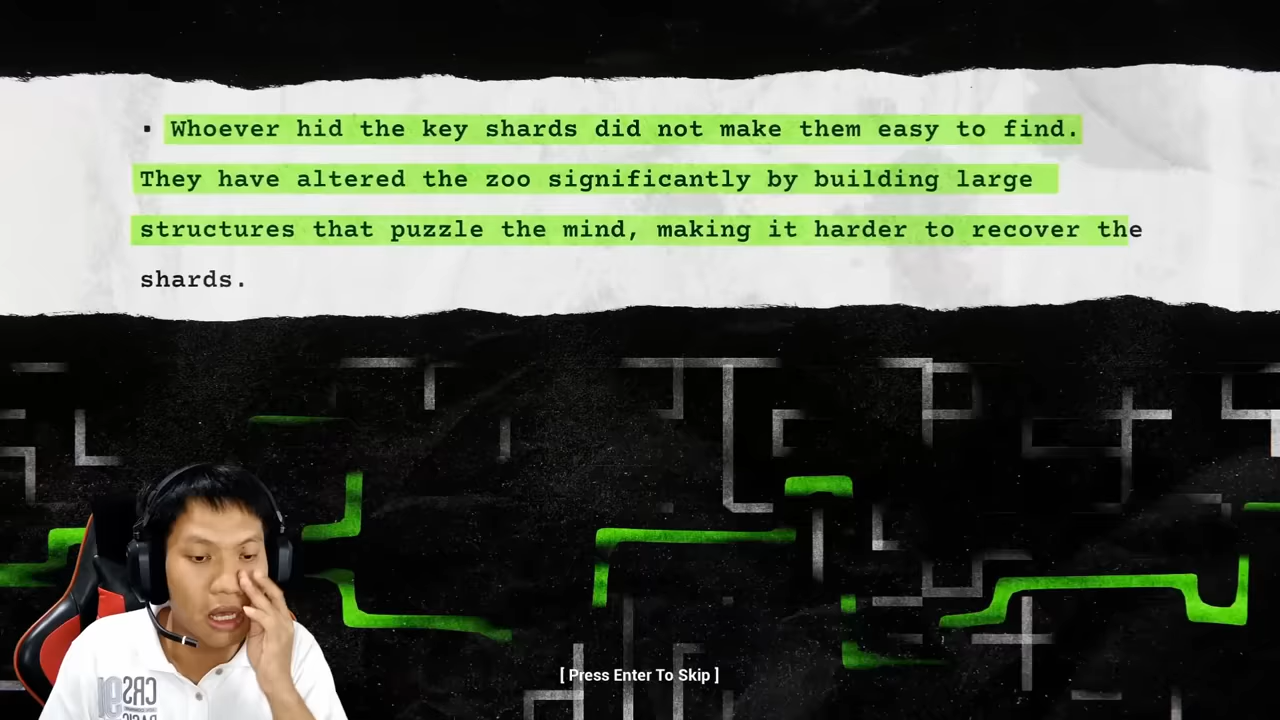 ▪ Whoever hid the key shards did not make them easy to find.
They have altered the zoo significantly by building large
structures that puzzle the mind, making it harder to recover the
shards.
[ Press Enter To Skip ]
CRS